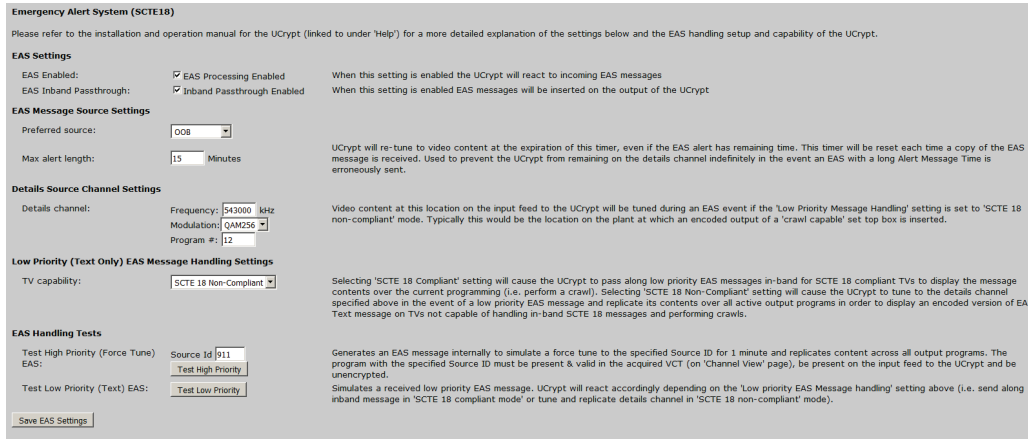 Emergency Alert System (SCTE18)
Please refer to the installation and operation manual for the UCrypt (linked to under 'Help') for a more detailed explanation of the settings below and the EAS handling setup and capability of the UCrypt.
EAS Settings
EAS Enabled:
EAS Processing Enabled
When this setting is enabled the UCrypt will react to incoming EAS messages
EAS Inband Passthrough:
Inband Passthrough Enabled
When this setting is enabled EAS messages will be inserted on the output of the UCrypt
EAS Message Source Settings
Preferred source:
OOB
Max alert length:
15 Minutes
UCrypt will re-tune to video content at the expiration of this timer, even if the EAS alert has remaining time. This timer will be reset each time a copy of the EAS
message is received. Used to prevent the UCrypt from remaining on the details channel indefinitely in the event an EAS with a long Alert Message Time is
erroneously sent.
Details Source Channel Settings
Details channel:
Frequency: 543000 kHz
Modulation: QAM256
Program #: 12
Video content at this location on the input feed to the UCrypt will be tuned during an EAS event if the 'Low Priority Message Handling' setting is set to 'SCTE 18
non-compliant' mode. Typically this would be the location on the plant at which an encoded output of a 'crawl capable' set top box is inserted.
Low Priority (Text Only) EAS Message Handling Settings
TV capability:
SCTE 18 Non-Compliant
Selecting 'SCTE 18 Compliant' setting will cause the UCrypt to pass along low priority EAS messages in-band for SCTE 18 compliant TVs to display the message
contents over the current programming (i.e. perform a crawl). Selecting 'SCTE 18 Non-Compliant' setting will cause the UCrypt to tune to the details channel
specified above in the event of a low priority EAS message and replicate its contents over all active output programs in order to display an encoded version of EA
Text message on TVs not capable of handling in-band SCTE 18 messages and performing crawls.
EAS Handling Tests
Test High Priority (Force Tune)
EAS:
Source Id 911
Test High Priority
Generates an EAS message internally to simulate a force tune to the specified Source ID for 1 minute and replicates content across all output programs. The
program with the specified Source ID must be present & valid in the acquired VCT (on 'Channel View' page), be present on the input feed to the UCrypt and be
unencrypted.
Test Low Priority (Text) EAS:
Test Low Priority
Simulates a received low priority EAS message. UCrypt will react accordingly depending on the 'Low priority EAS Message handling' setting above (i.e. send along
inband message in 'SCTE 18 compliant mode' or tune and replicate details channel in 'SCTE 18 non-compliant' mode).
Save EAS Settings